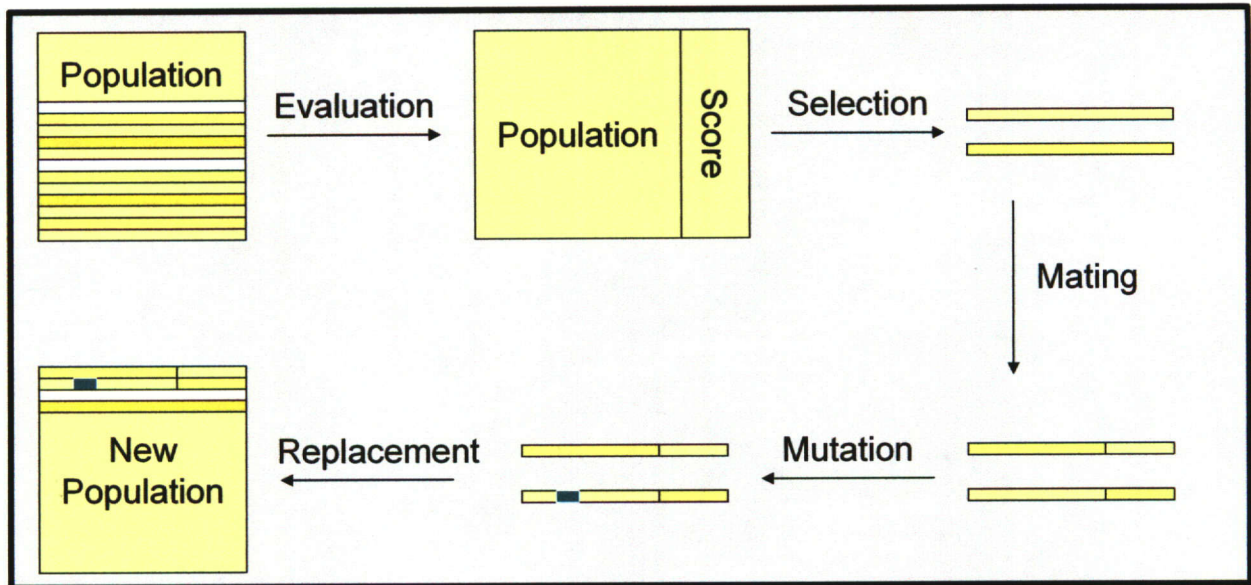 Population
Evaluation
Population
Score
Selection
Mating
Mutation
Replacement
New
Population